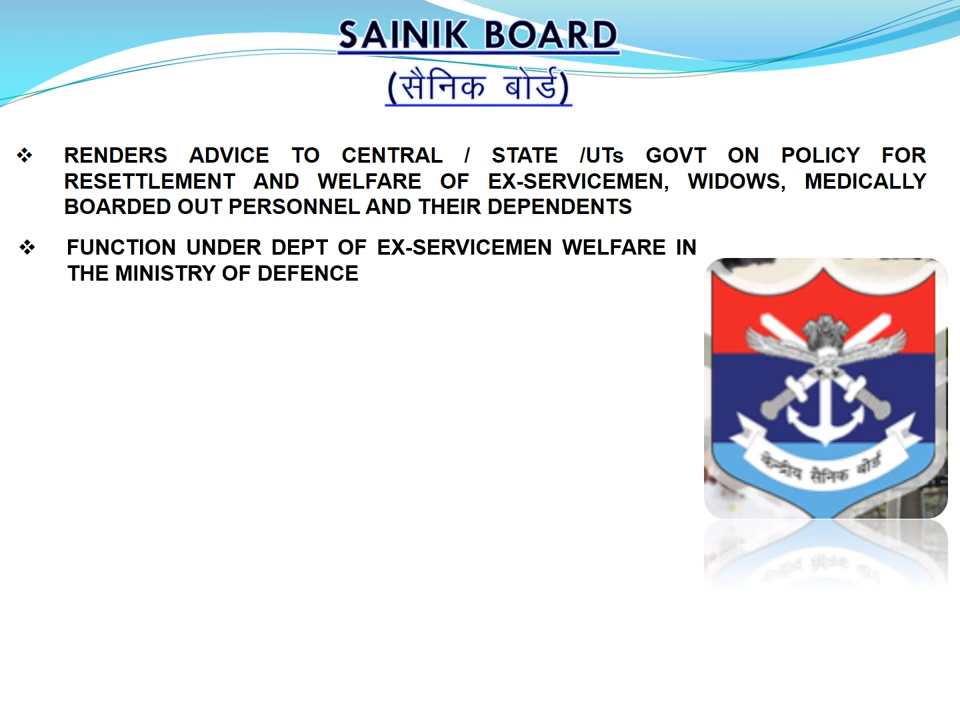 SAINIK BOARD
(सैनिक बोर्ड)
❖ RENDERS ADVICE TO CENTRAL / STATE /UTs GOVT ON POLICY FOR
RESETTLEMENT AND WELFARE OF EX-SERVICEMEN, WIDOWS, MEDICALLY
BOARDED OUT PERSONNEL AND THEIR DEPENDENTS
❖ FUNCTION UNDER DEPT OF EX-SERVICEMEN WELFARE IN
THE MINISTRY OF DEFENCE
केन्द्रीय सैनिक बोर्ड